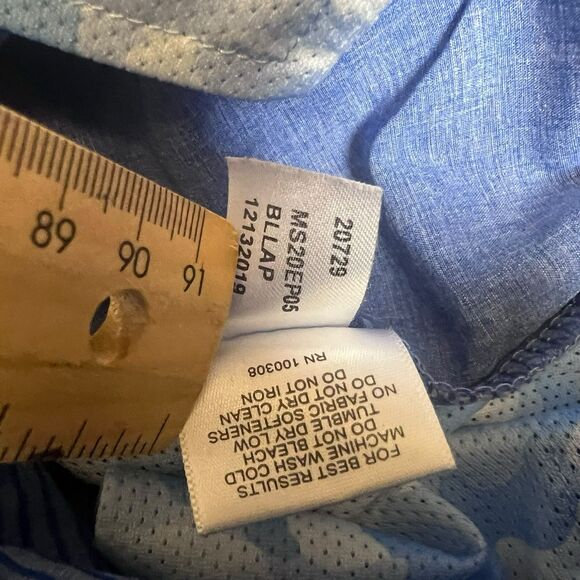 89 90 91
20729
MS20EP05
BLLAP
12132019
FOR BEST RESULTS
MACHINE WASH COLD
DO NOT BLEACH
TUMBLE DRY LOW
NO FABRIC SOFTENERS
DO NOT DRY CLEAN
DO NOT IRON
RN 100308